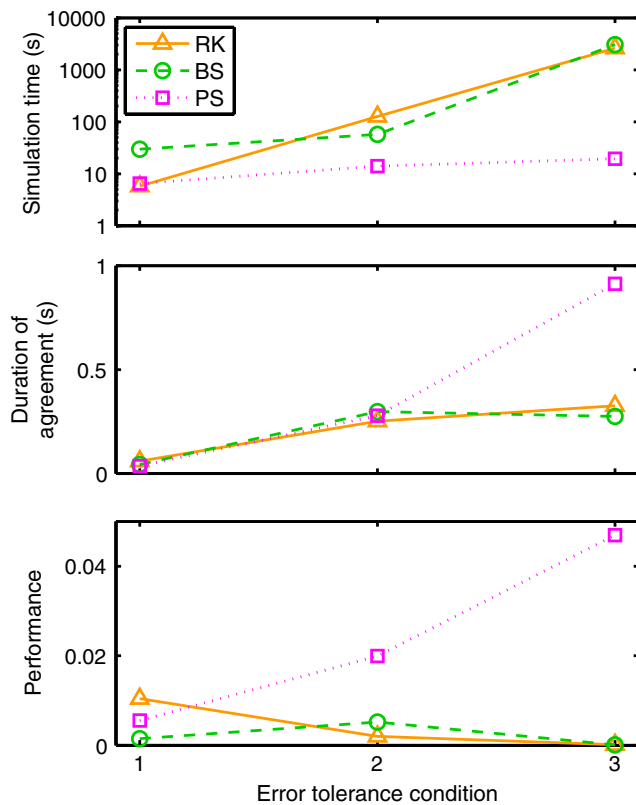 10000
1000
100
10
1
Simulation time (s)
RK
BS
PS
1
0.5
0
Duration of
agreement (s)
0.04
0.02
0
Performance
1
2
3
Error tolerance condition